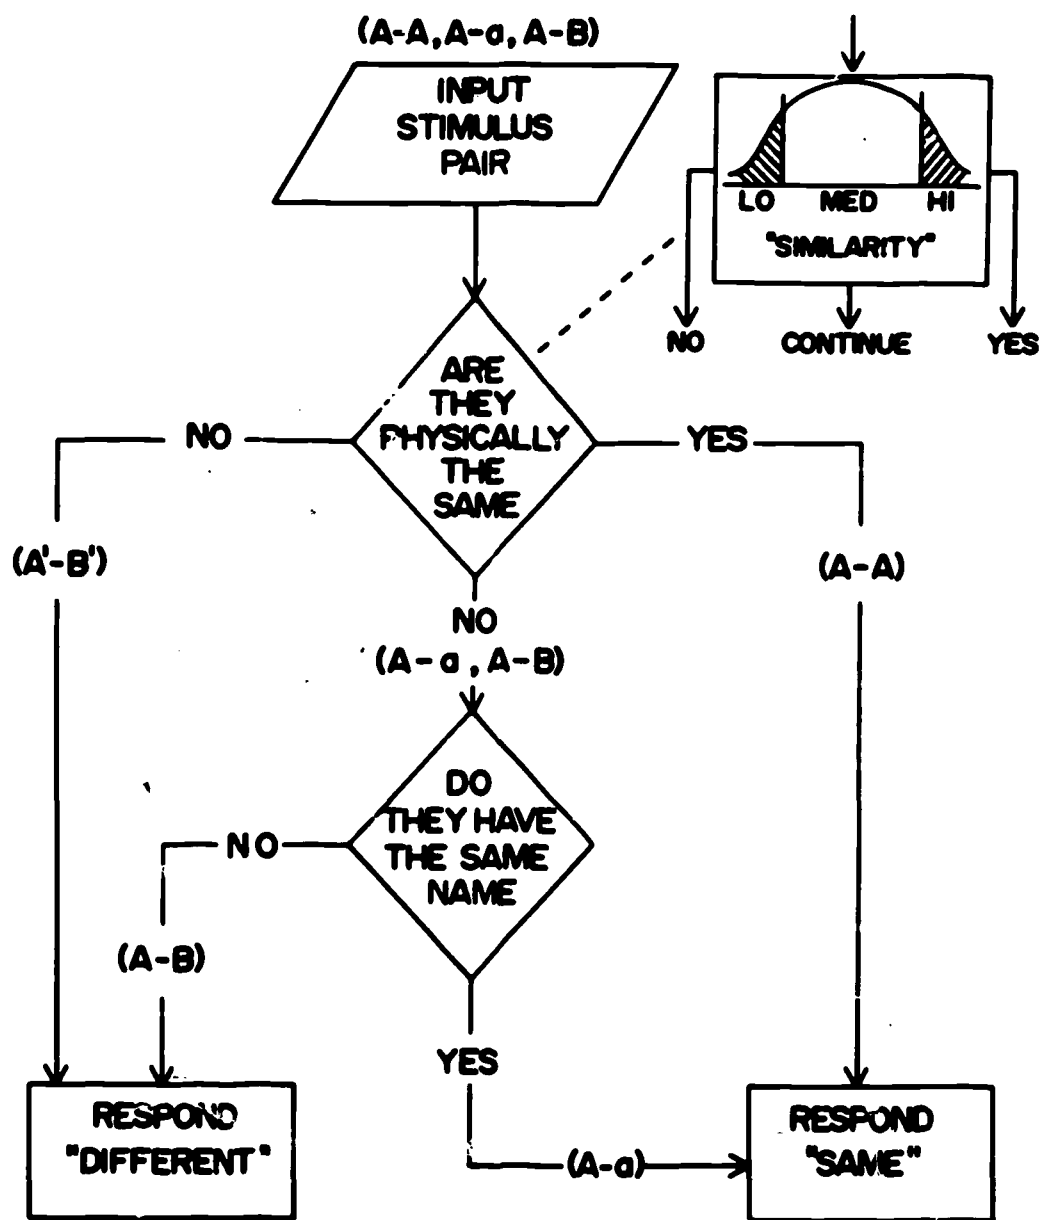 (A-A, A-a, A-B)
INPUT
STIMULUS
PAIR
LO MED HI
"SIMILARITY"
NO CONTINUE YES
ARE
THEY
PHYSICALLY
THE
SAME
NO
YES
(A'-B')
(A-A)
NO
(A-a, A-B)
DO
THEY HAVE
THE SAME
NAME
NO
(A-B)
YES
(A-a)
RESPOND
"DIFFERENT"
RESPOND
"SAME"